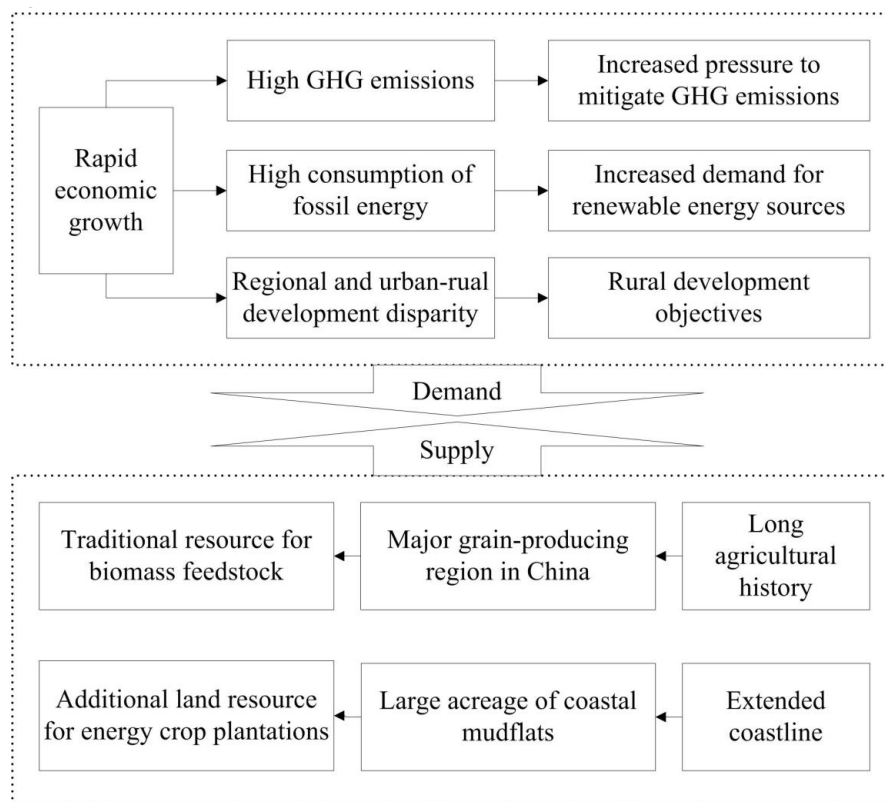 High GHG emissions
Increased pressure to
mitigate GHG emissions
Rapid
economic
growth
High consumption of
fossil energy
Increased demand for
renewable energy sources
Regional and urban-rual
development disparity
Rural development
objectives
Demand
Supply
Traditional resource for
biomass feedstock
Major grain-producing
region in China
Long
agricultural
history
Additional land resource
for energy crop plantations
Large acreage of coastal
mudflats
Extended
coastline